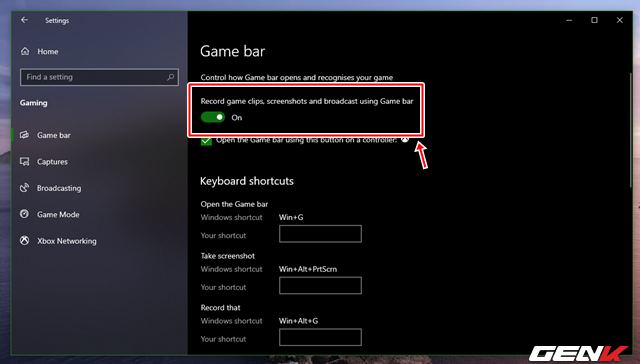 Settings
Home
Find a setting
Gaming
Game bar
Captures
Broadcasting
Game Mode
Xbox Networking
Game bar
Control how Game bar opens and recognises your game
Record game clips, screenshots and broadcast using Game bar
On
Open the Game bar using this button on a controller:
Keyboard shortcuts
Open the Game bar
Windows shortcut Win+G
Your shortcut
Take screenshot
Windows shortcut Win+Alt+PrtScrn
Your shortcut
Record that
Windows shortcut Win+Alt+G
Your shortcut
GENK